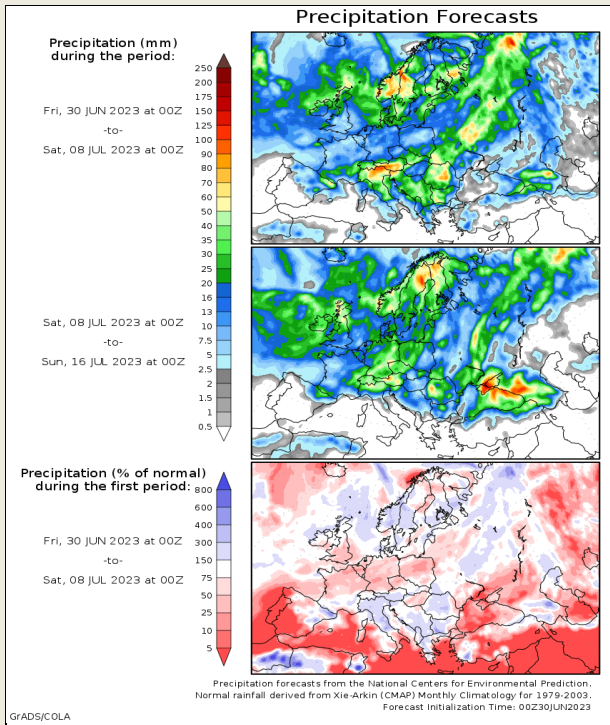 Precipitation Forecasts
Precipitation (mm)
during the period:
Fri, 30 JUN 2023 at 00Z
-to-
Sat, 08 JUL 2023 at 00Z
250
200
175
150
125
100
90
80
70
60
50
40
35
30
25
20
16
13
10
7.5
5
2.5
2
1.5
1
0.5
Sat, 08 JUL 2023 at 00Z
-to-
Sun, 16 JUL 2023 at 00Z
Precipitation (% of normal)
during the first period:
Fri, 30 JUN 2023 at 00Z
-to-
Sat, 08 JUL 2023 at 00Z
800
600
400
300
150
75
50
25
10
5
Precipitation forecasts from the National Centers for Environmental Prediction.
Normal rainfall derived from Xie-Arkin (CMAP) Monthly Climatology for 1979-2003.
Forecast Initialization Time: 00Z30JUN2023
GrADS/COLA